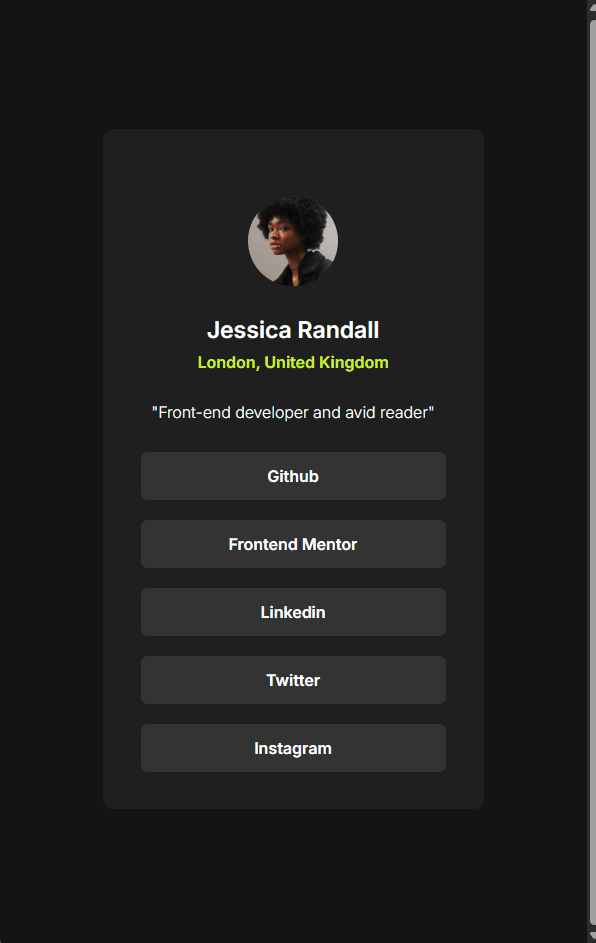 Jessica Randall
London, United Kingdom
"Front-end developer and avid reader"
Github
Frontend Mentor
Linkedin
Twitter
Instagram